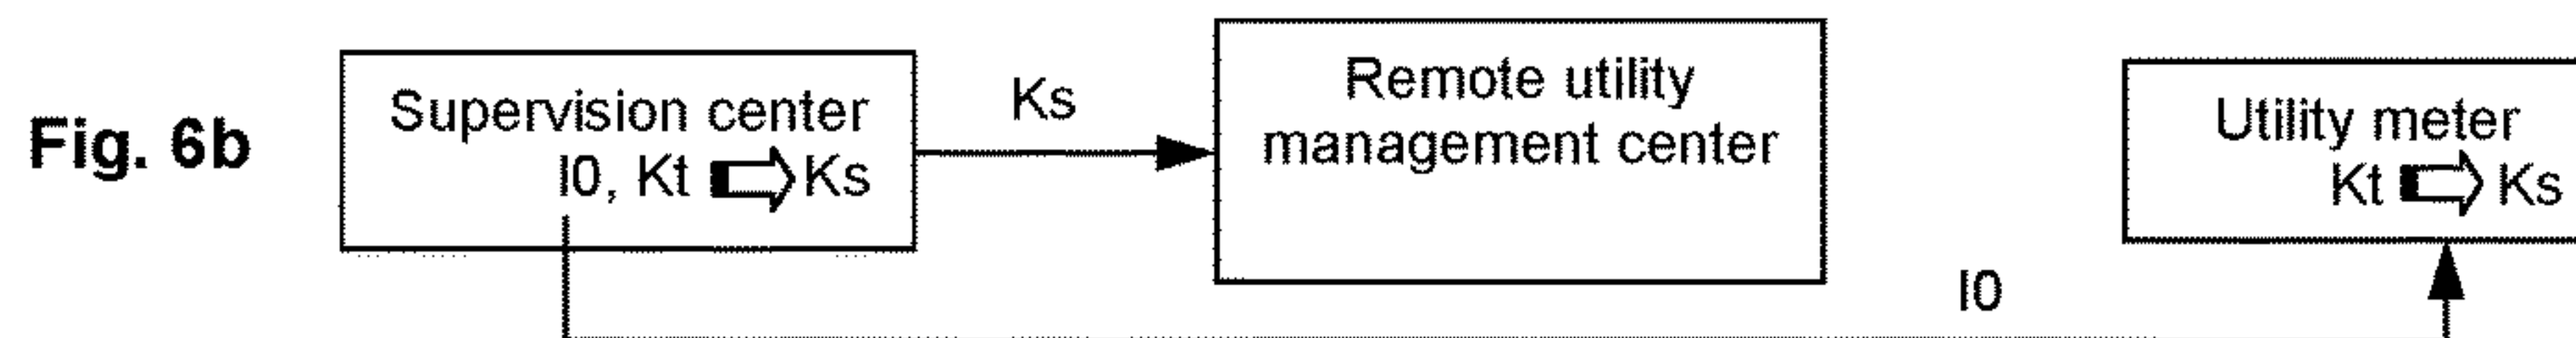 Fig. 6b
Supervision center
I0, Kt ⇨ Ks
Ks
Remote utility
management center
Utility meter
Kt ⇨ Ks
I0